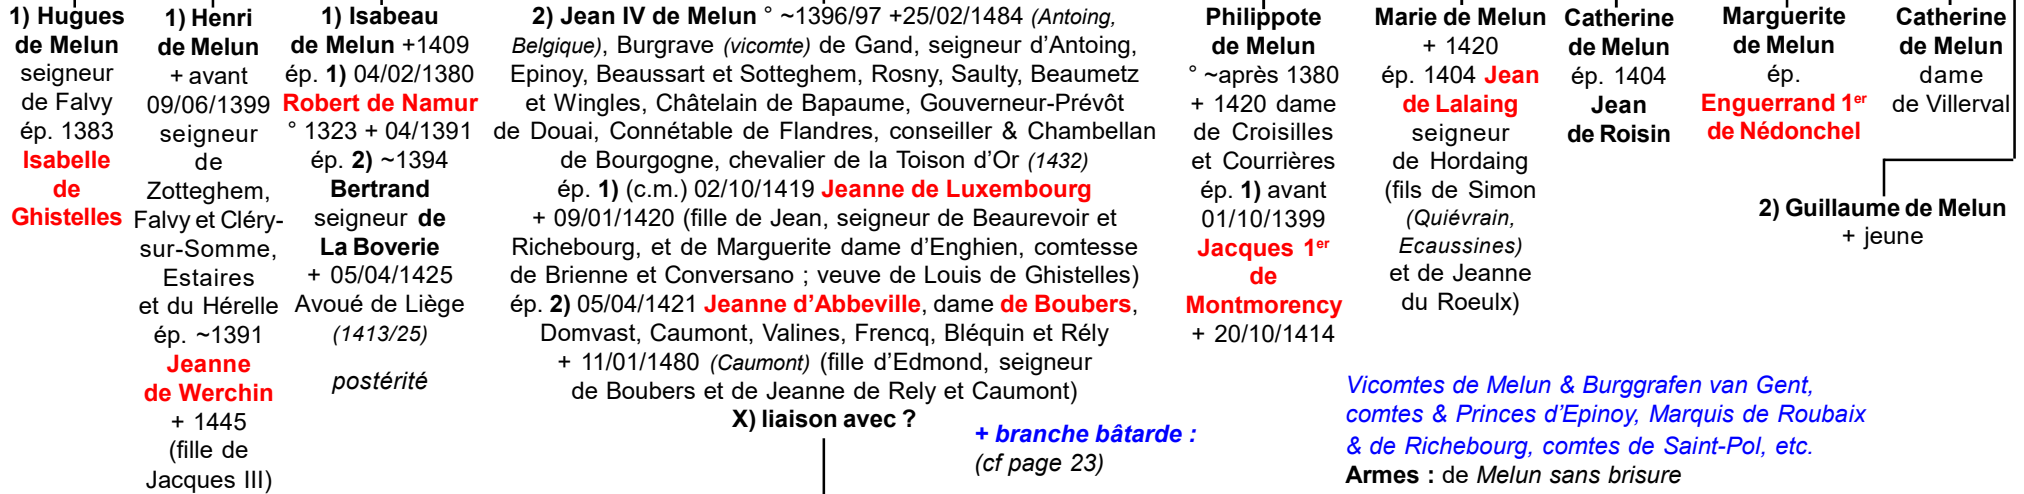 1) Hugues
de Melun
seigneur
de Falvy
ép. 1383
Isabelle
de
Ghistelles
1) Henri
de Melun
+ avant
09/06/1399
seigneur
de
Zotteghem,
Falvy et Cléry-
sur-Somme,
Estaires
et du Hérelle
ép. ~1391
Jeanne
de Werchin
+ 1445
(fille de
Jacques III)
1) Isabeau
de Melun +1409
ép. 1) 04/02/1380
Robert de Namur
° 1323 + 04/1391
ép. 2) ~1394
Bertrand
seigneur de
La Boverie
+ 05/04/1425
Avoué de Liège
(1413/25)
postérité
2) Jean IV de Melun ° ~1396/97 +25/02/1484 (Antoing,
Belgique), Burgrave (vicomte) de Gand, seigneur d'Antoing,
Epinoy, Beaussart et Sotteghem, Rosny, Saulty, Beaumetz
et Wingles, Châtelain de Bapaume, Gouverneur-Prévôt
de Douai, Connétable de Flandres, conseiller & Chambellan
de Bourgogne, chevalier de la Toison d'Or (1432)
ép. 1) (c.m.) 02/10/1419 Jeanne de Luxembourg
+ 09/01/1420 (fille de Jean, seigneur de Beaurevoir et
Richebourg, et de Marguerite dame d'Enghien, comtesse
de Brienne et Conversano ; veuve de Louis de Ghistelles)
ép. 2) 05/04/1421 Jeanne d'Abbeville, dame de Boubers,
Domvast, Caumont, Valines, Frencq, Bléquin et Rély
+ 11/01/1480 (Caumont) (fille d'Edmond, seigneur
de Boubers et de Jeanne de Rely et Caumont)
X) liaison avec ?
+ branche bâtarde :
(cf page 23)
Philippote
de Melun
° ~après 1380
+ 1420 dame
de Croisilles
et Courrières
ép. 1) avant
01/10/1399
Jacques 1er
de
Montmorency
+ 20/10/1414
Marie de Melun
+ 1420
ép. 1404 Jean
de Lalaing
seigneur
de Hordaing
(fils de Simon
(Quiévrain,
Ecaussines)
et de Jeanne
du Roeulx)
Catherine
de Melun
ép. 1404
Jean
de Roisin
Marguerite
de Melun
ép.
Enguerrand 1er
de Nédonchel
Catherine
de Melun
dame
de Villerval
2) Guillaume de Melun
+ jeune
Vicomtes de Melun & Burggrafen van Gent,
comtes & Princes d'Epinoy, Marquis de Roubaix
& de Richebourg, comtes de Saint-Pol, etc.
Armes : de Melun sans brisure